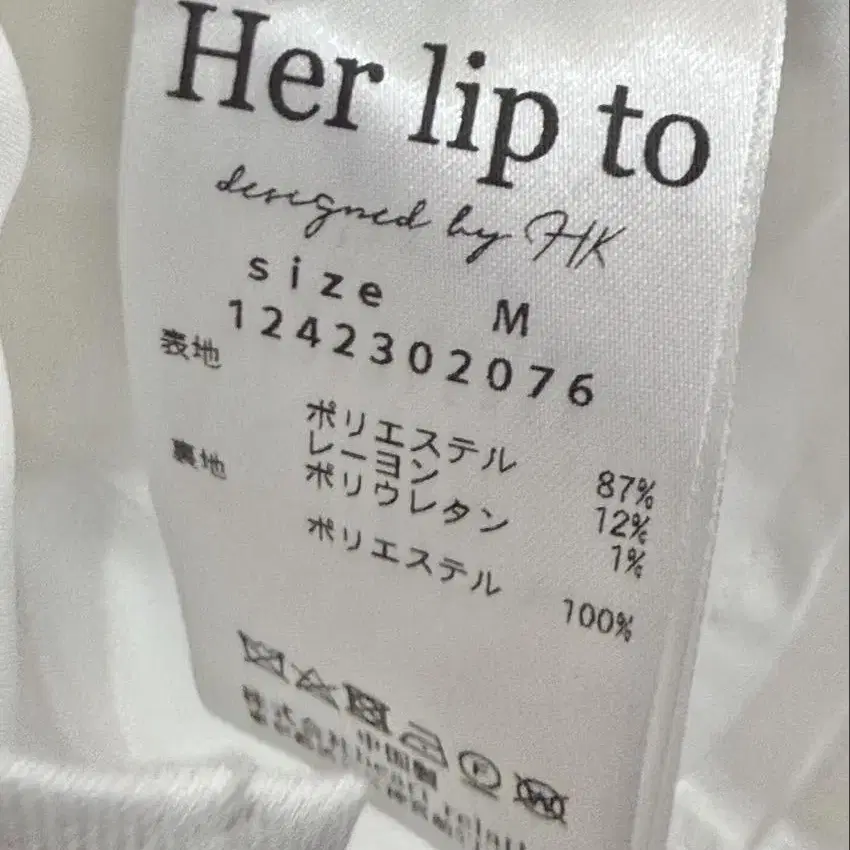 Her lip to
designed by HK
size M
1242302076
表地
ポリエステル 87%
レーヨン 12%
ポリウレタン 1%
裏地
ポリエステル 100%
中国製